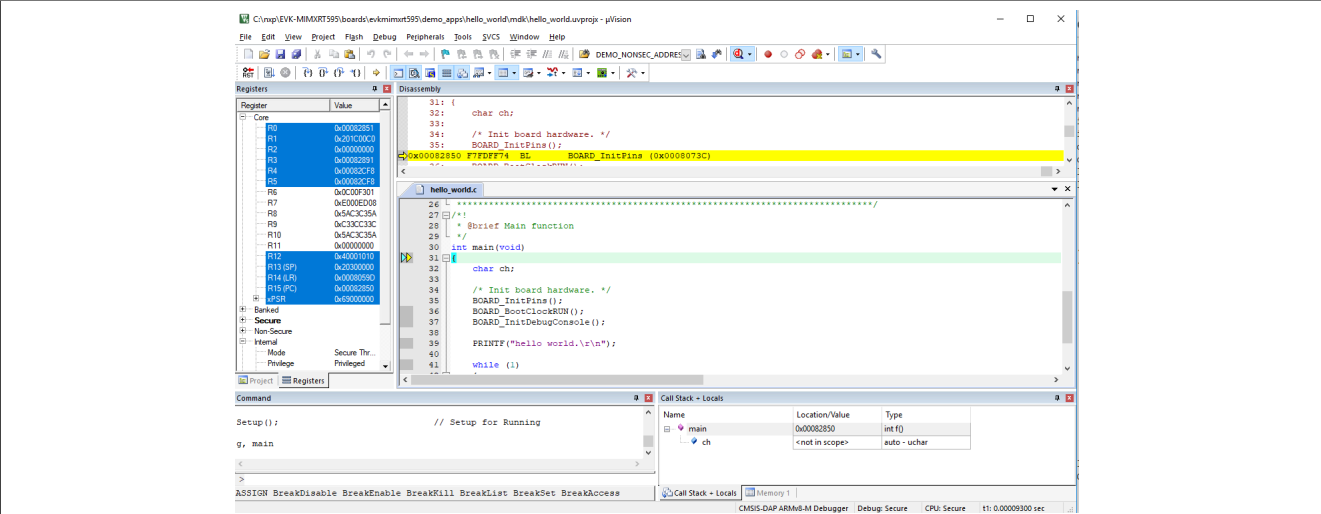 C:\nxp\EVK-MIMXRT595\boards\evkmimxrt595\demo_apps\hello_world\mdk\hello_world.uvprojx - µVision
File Edit View Project Flash Debug Peripherals Tools SVCS Window Help
DEMO_NONSEC_ADDRES
RST
Registers
Register Value
Core
R0 0x00082851
R1 0x201C00C0
R2 0x00000000
R3 0x00082891
R4 0x00082CF8
R5 0x00082CF8
R6 0x0C00F301
R7 0xE000ED08
R8 0x5AC3C35A
R9 0xC33CC33C
R10 0x5AC3C35A
R11 0x00000000
R12 0x40001010
R13 (SP) 0x20300000
R14 (LR) 0x0008059D
R15 (PC) 0x00082850
xPSR 0x69000000
Banked
Secure
Non-Secure
Internal
Mode Secure Thr...
Privilege Privileged
Project Registers
Disassembly
31: {
32: char ch;
33:
34: /* Init board hardware. */
35: BOARD_InitPins();
0x00082850 F7FDFF74 BL BOARD_InitPins (0x0008073C)
hello_world.c
26 *****************************************************************************/
27 /*!
28 * @brief Main function
29 */
30 int main(void)
31 {
32 char ch;
33
34 /* Init board hardware. */
35 BOARD_InitPins();
36 BOARD_BootClockRUN();
37 BOARD_InitDebugConsole();
38
39 PRINTF("hello world.\r\n");
40
41 while (1)
Command
Setup(); // Setup for Running
g, main
>
ASSIGN BreakDisable BreakEnable BreakKill BreakList BreakSet BreakAccess
Call Stack + Locals
Name Location/Value Type
main 0x00082850 int f()
ch <not in scope> auto - uchar
Call Stack + Locals Memory 1
CMSIS-DAP ARMv8-M Debugger Debug: Secure CPU: Secure t1: 0.00009300 sec